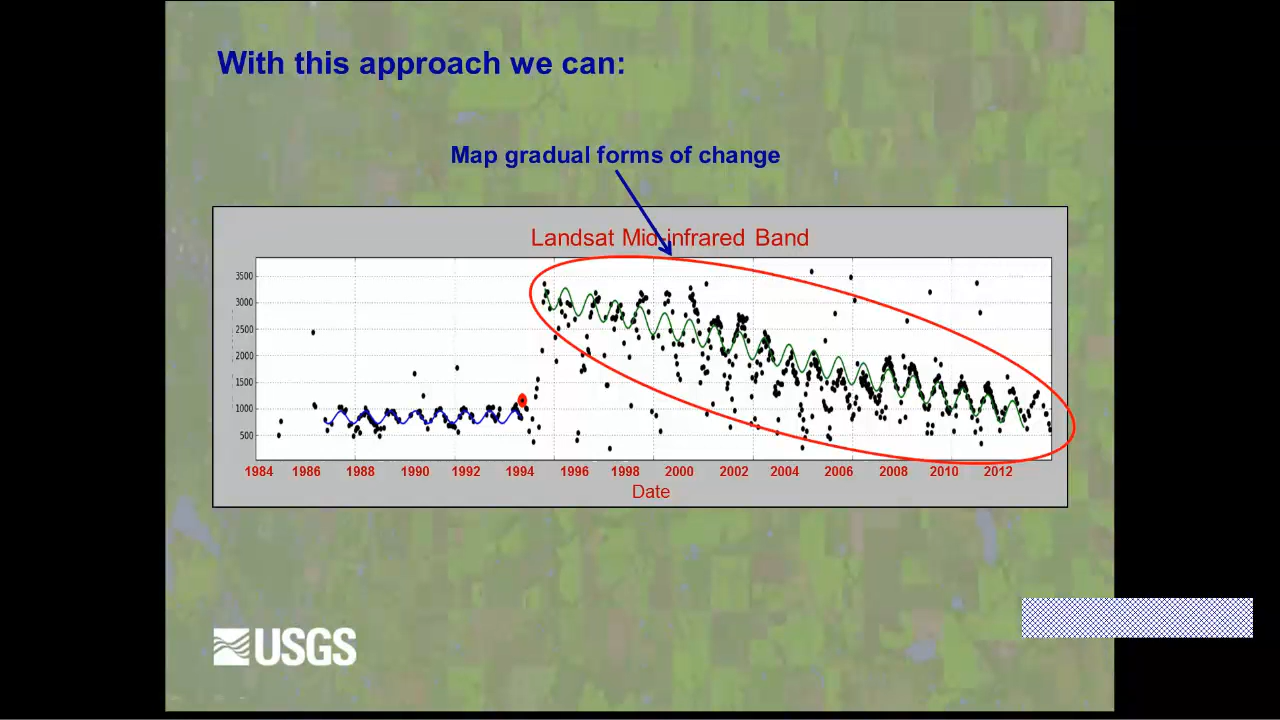 With this approach we can:
Map gradual forms of change
Landsat Mid-infrared Band
3500
3000
2500
2000
1500
1000
500
1984 1986 1988 1990 1992 1994 1996 1998 2000 2002 2004 2006 2008 2010 2012
Date
USGS